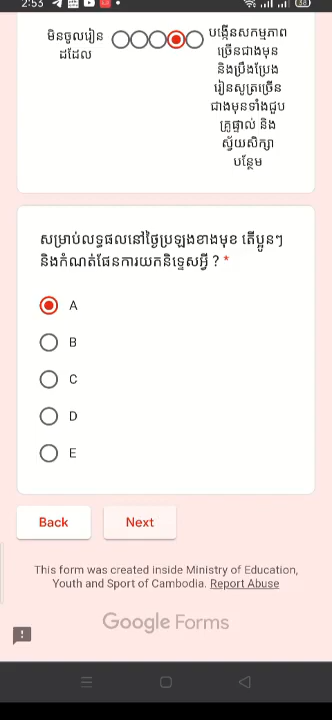 2:53
មិនចូលរៀន
ដដែល
បង្កើនសកម្មភាព
ច្រើនជាងមុន
និងប្រឹងប្រែង
រៀនសូត្រច្រើន
ជាងមុនទាំងជួប
គ្រូផ្ទាល់ និង
ស្វ័យសិក្សា
បន្ថែម
សម្រាប់លទ្ធផលនៅថ្ងៃប្រឡងខាងមុខ តើប្អូនៗ
និងកំណត់ផែនការយកនិទ្ទេសអ្វី ? *
A
B
C
D
E
Back
Next
This form was created inside Ministry of Education,
Youth and Sport of Cambodia. Report Abuse
Google Forms